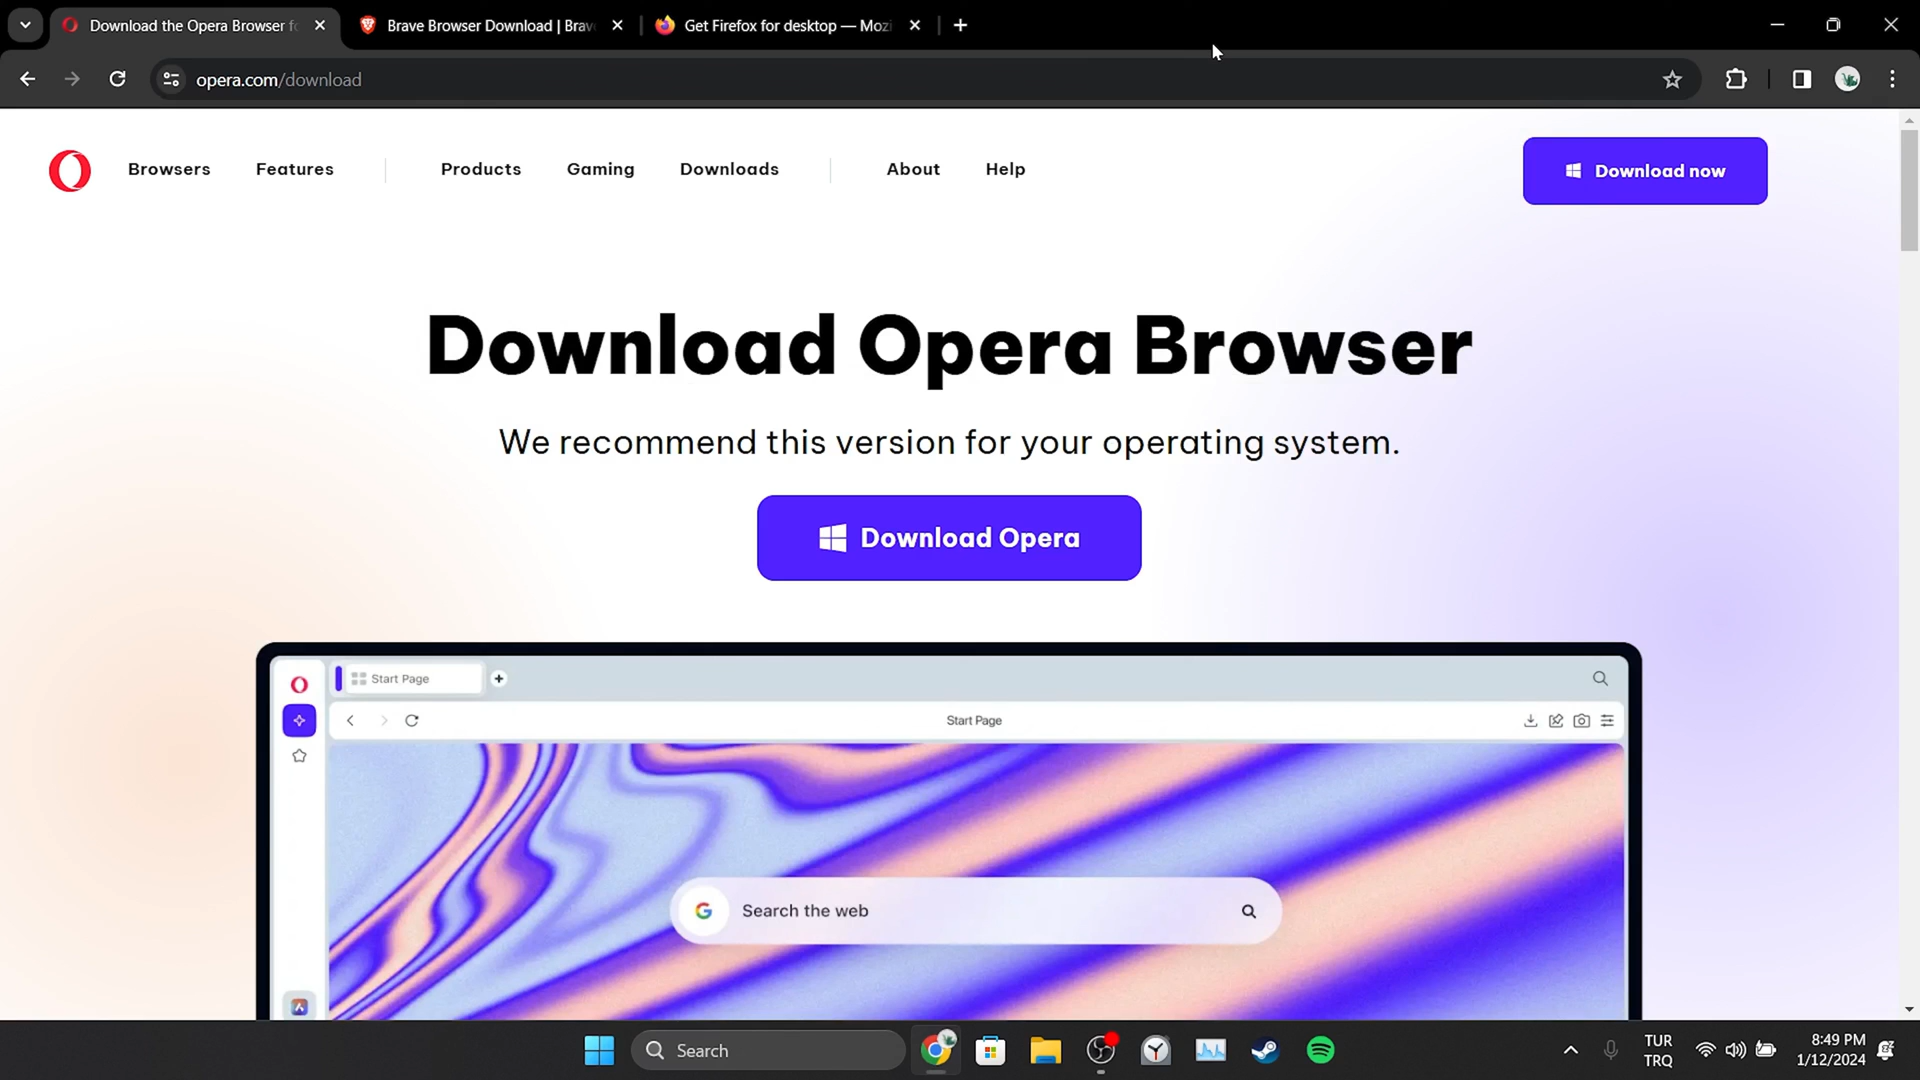 Download the Opera Browser fo
Brave Browser Download | Brav
Get Firefox for desktop — Mozi
opera.com/download
Browsers
Features
Products
Gaming
Downloads
About
Help
Download now
Download Opera Browser
We recommend this version for your operating system.
Download Opera
Start Page
Start Page
Search the web
Search
TUR
TRQ
8:49 PM
1/12/2024